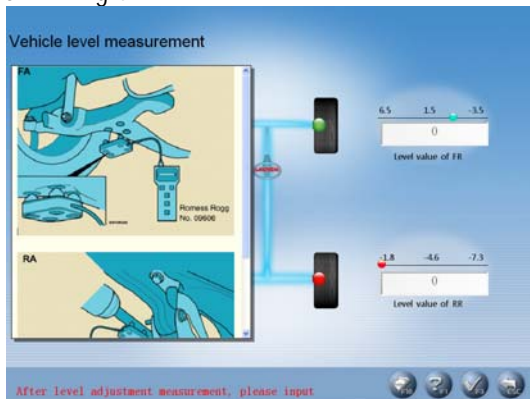 Vehicle level measurement
FA
Romess Rogg
No. 09606
RA
6.5 1.5 -3.5
0
Level value of FR
-1.8 -4.6 -7.3
0
Level value of RR
After level adjustment measurement, please input